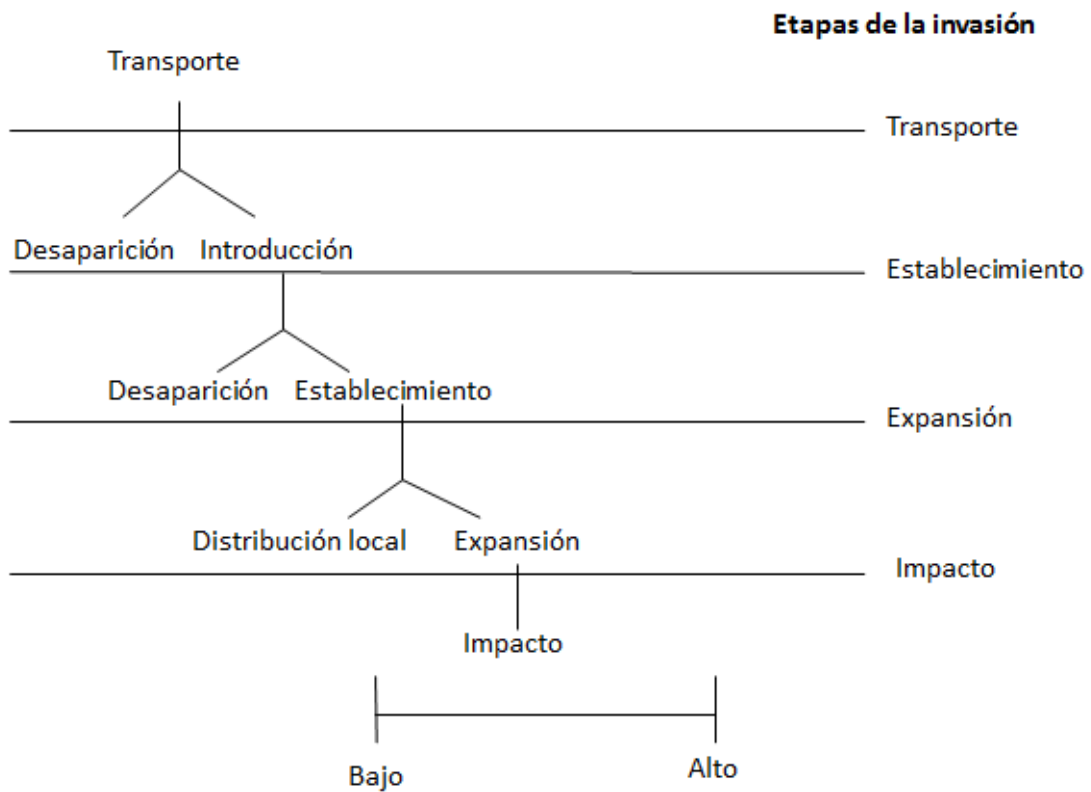 Etapas de la invasión
Transporte
Transporte
Desaparición Introducción
Establecimiento
Desaparición Establecimiento
Expansión
Distribución local Expansión
Impacto
Impacto
Bajo Alto